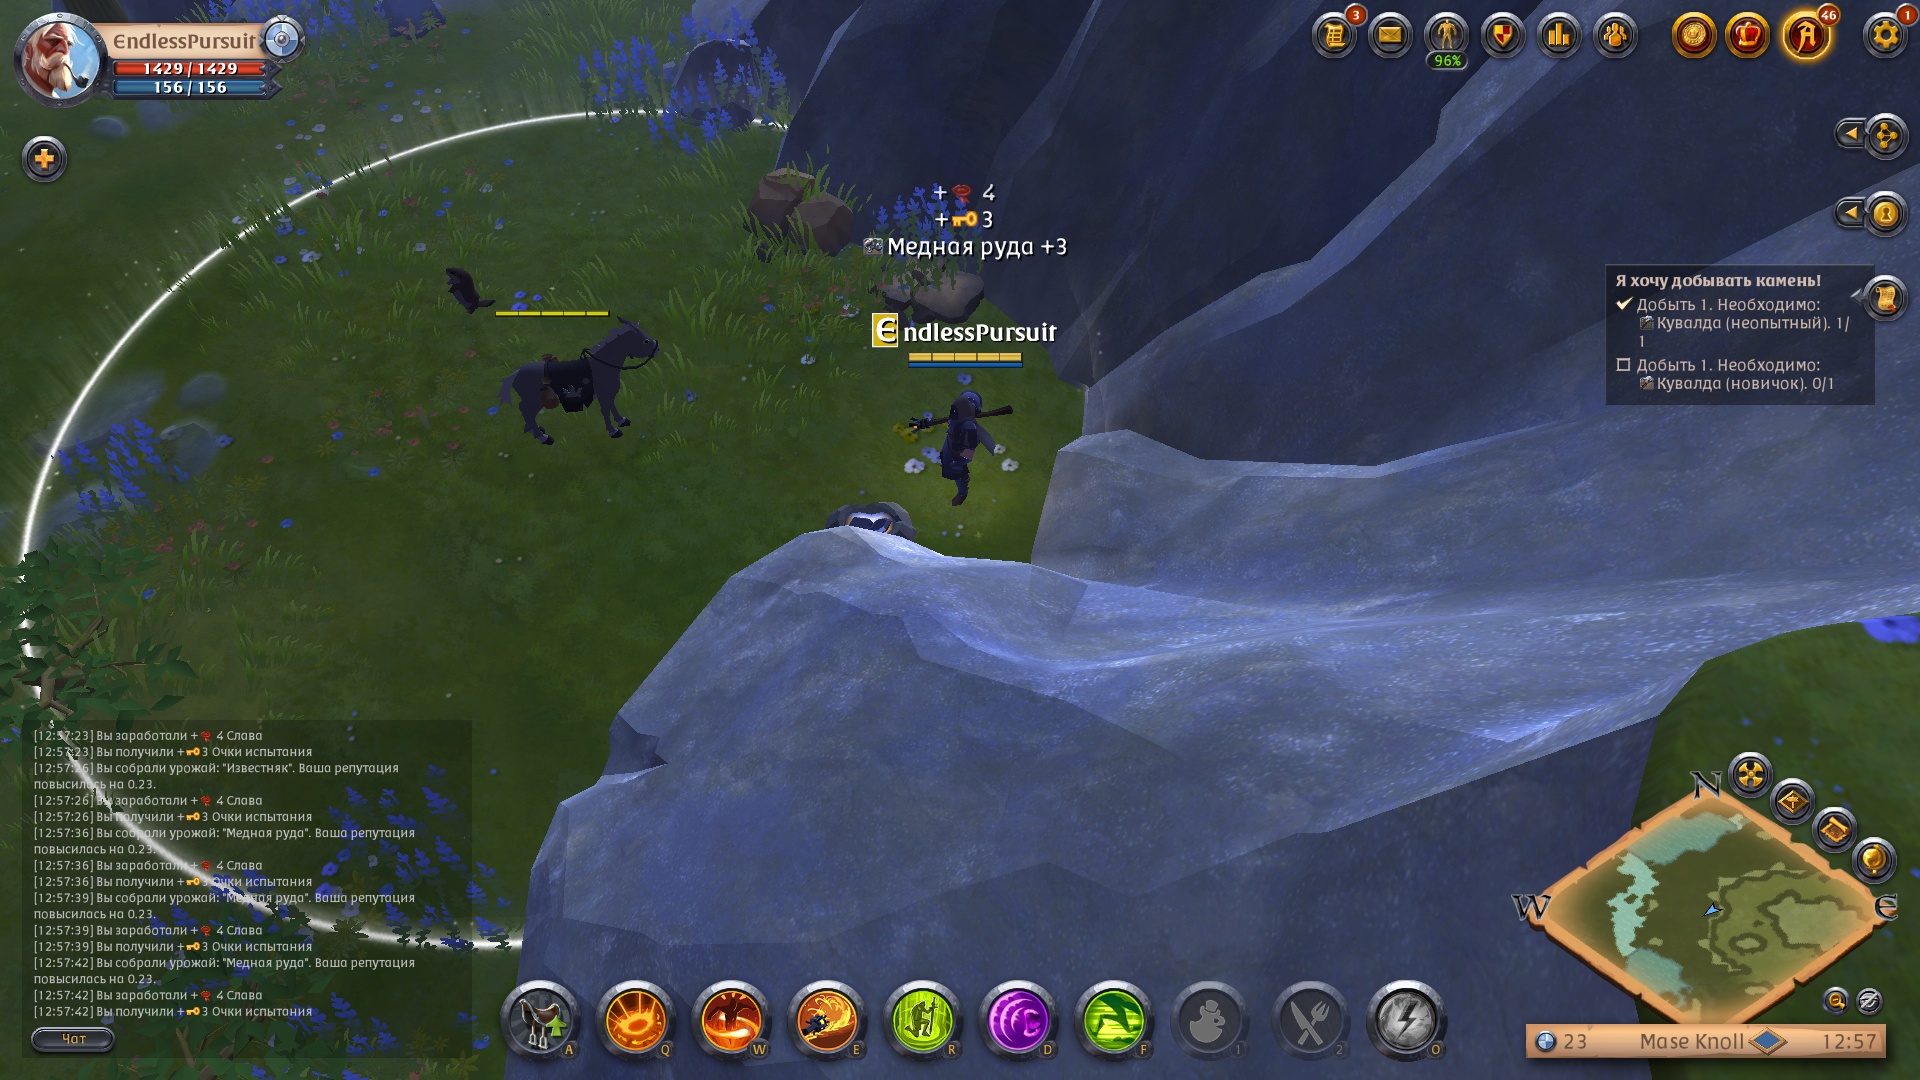 EndlessPursuit
1429 / 1429
156 / 156
3
96%
46
1
+ 4
+ 3
Медная руда +3
EndlessPursuit
Я хочу добывать камень!
Добыть 1. Необходимо:
Кувалда (неопытный). 1/
1
Добыть 1. Необходимо:
Кувалда (новичок). 0/1
[12:57:23] Вы заработали + 4 Слава
[12:57:23] Вы получили + 3 Очки испытания
[12:57:26] Вы собрали урожай: "Известняк". Ваша репутация
повысилась на 0.23.
[12:57:26] Вы заработали + 4 Слава
[12:57:26] Вы получили + 3 Очки испытания
[12:57:36] Вы собрали урожай: "Медная руда". Ваша репутация
повысилась на 0.23.
[12:57:36] Вы заработали + 4 Слава
[12:57:36] Вы получили + 3 Очки испытания
[12:57:39] Вы собрали урожай: "Медная руда". Ваша репутация
повысилась на 0.23.
[12:57:39] Вы заработали + 4 Слава
[12:57:39] Вы получили + 3 Очки испытания
[12:57:42] Вы собрали урожай: "Медная руда". Ваша репутация
повысилась на 0.23.
[12:57:42] Вы заработали + 4 Слава
[12:57:42] Вы получили + 3 Очки испытания
Чат
A Q W E R D F 1 2 O
N
W
E
23 Mase Knoll 12:57